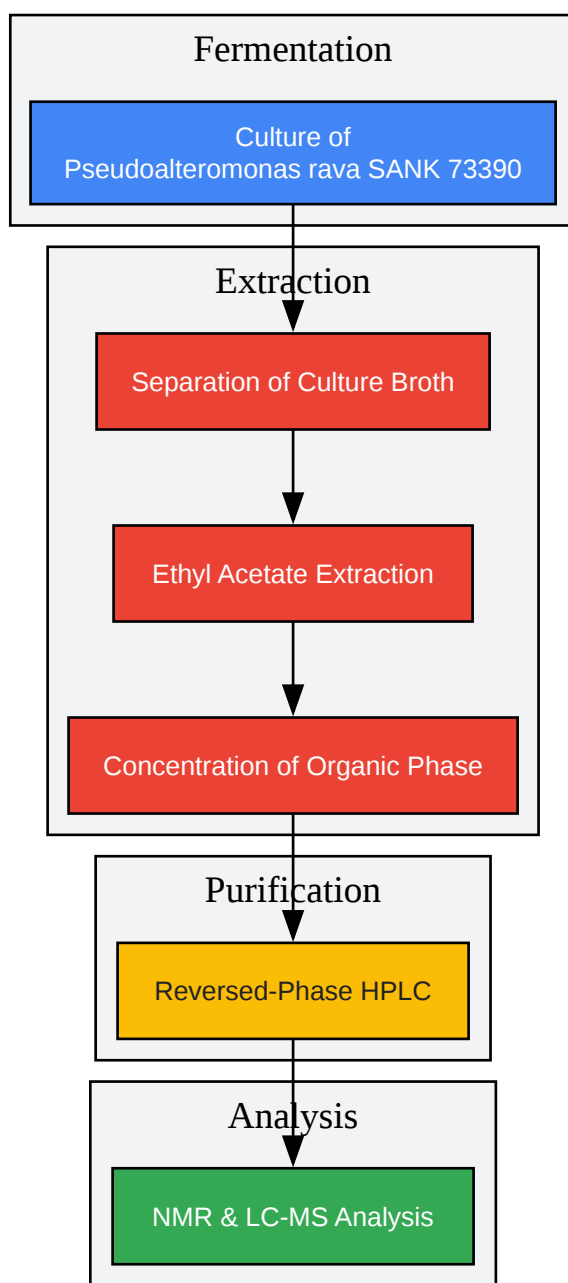 Fermentation
Culture of
Pseudoalteromonas rava SANK 73390
Extraction
Separation of Culture Broth
Ethyl Acetate Extraction
Concentration of Organic Phase
Purification
Reversed-Phase HPLC
Analysis
NMR & LC-MS Analysis